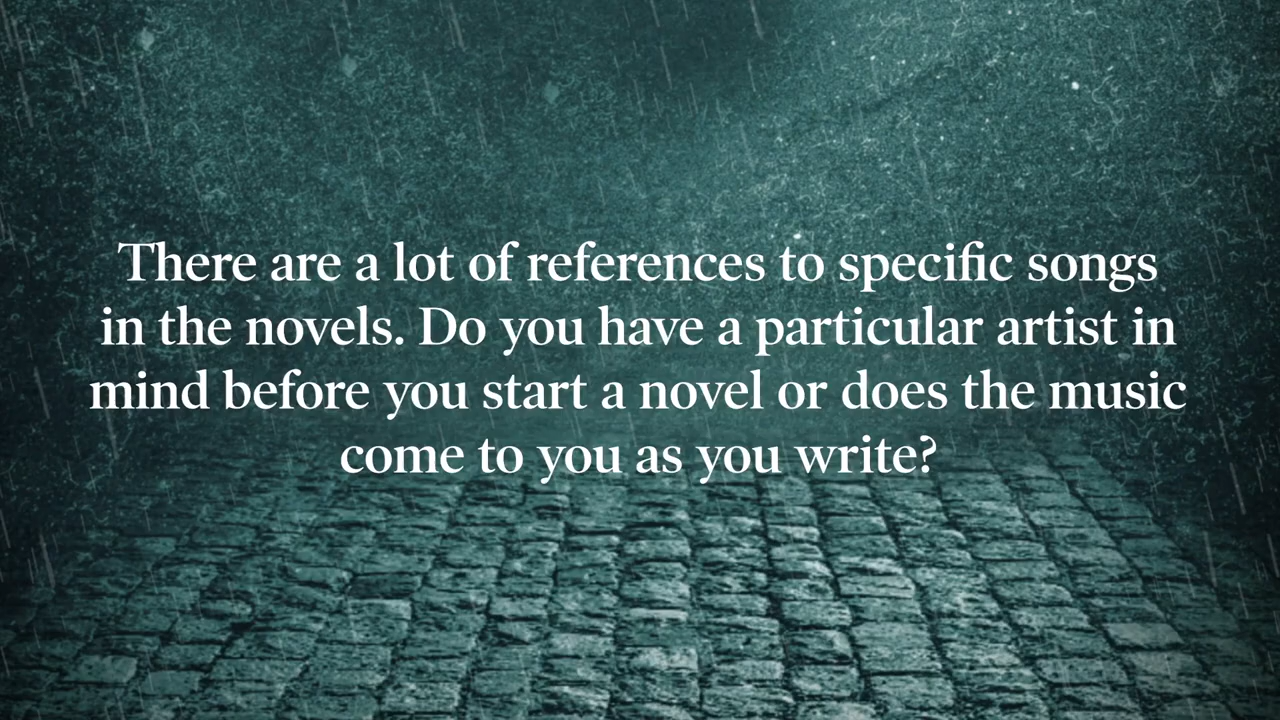 There are a lot of references to specific songs
in the novels. Do you have a particular artist in
mind before you start a novel or does the music
come to you as you write?